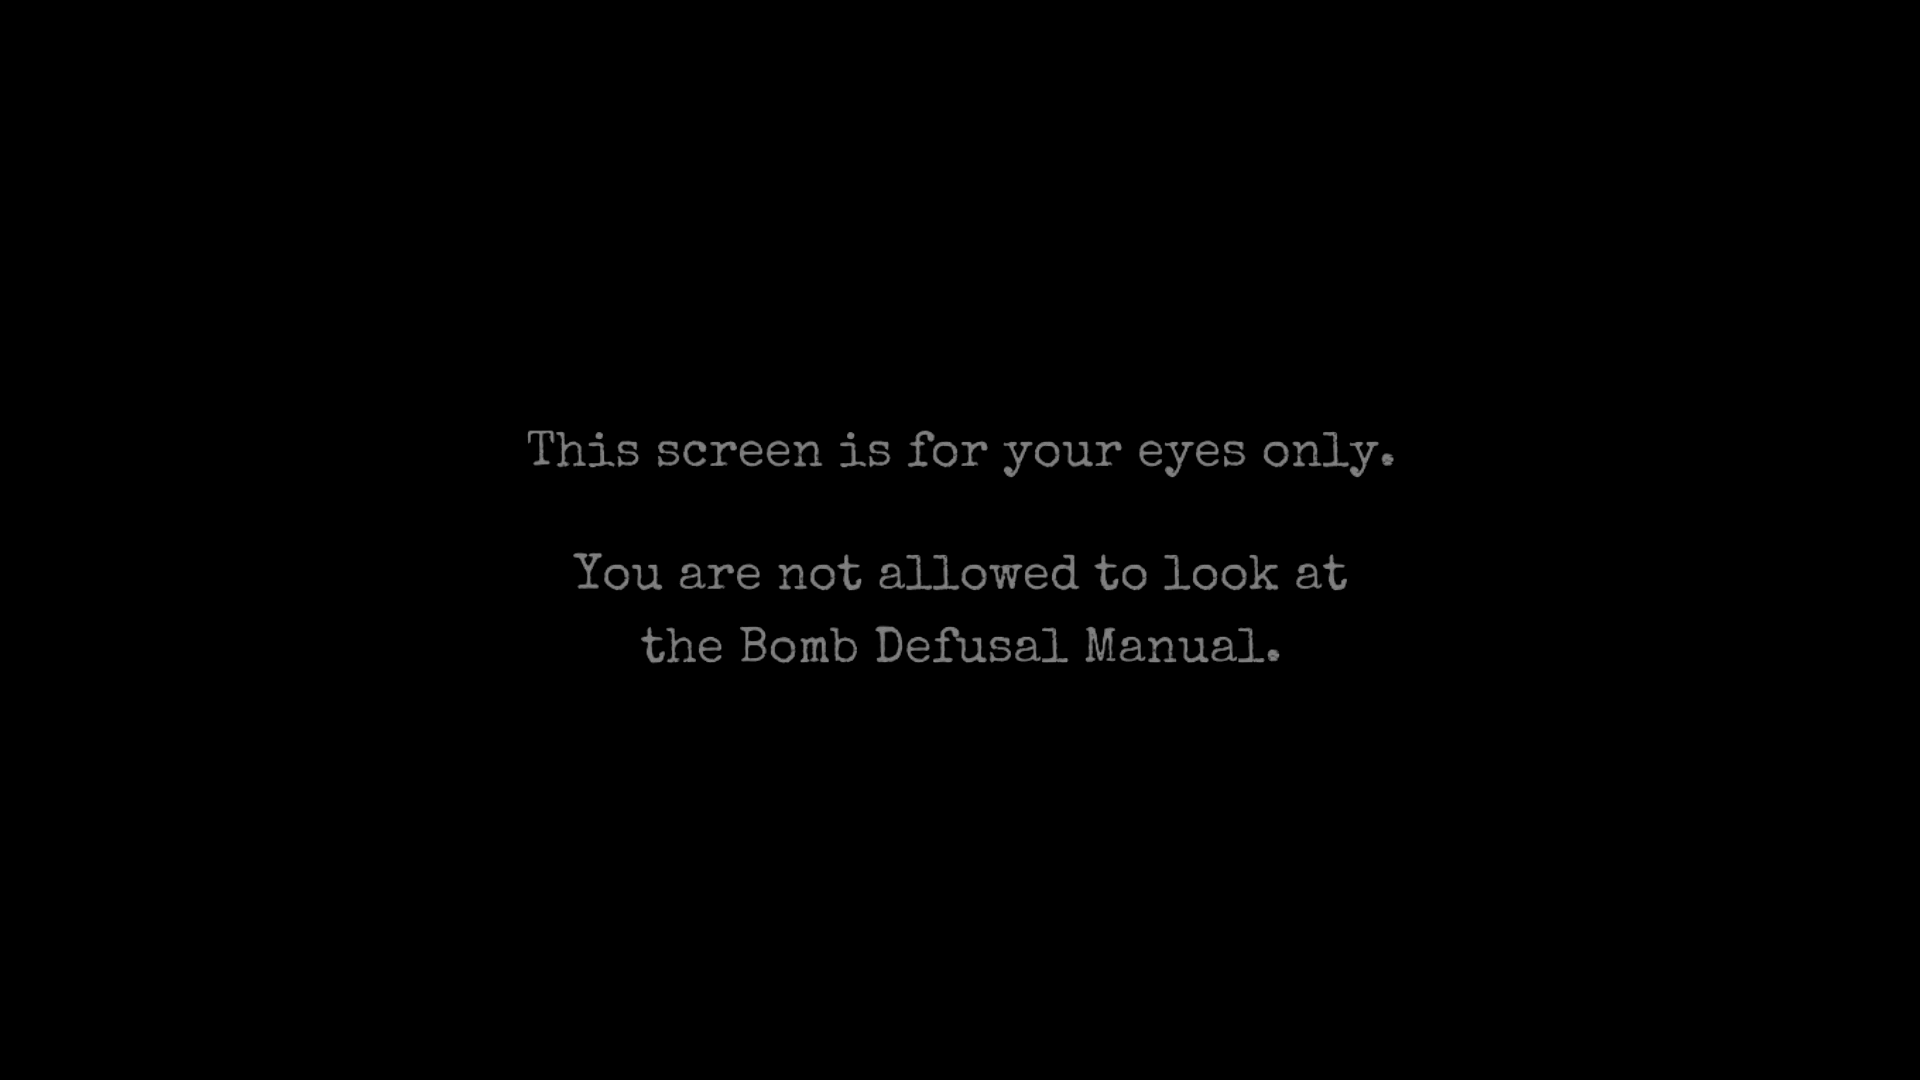 This screen is for your eyes only.
You are not allowed to look at
the Bomb Defusal Manual.